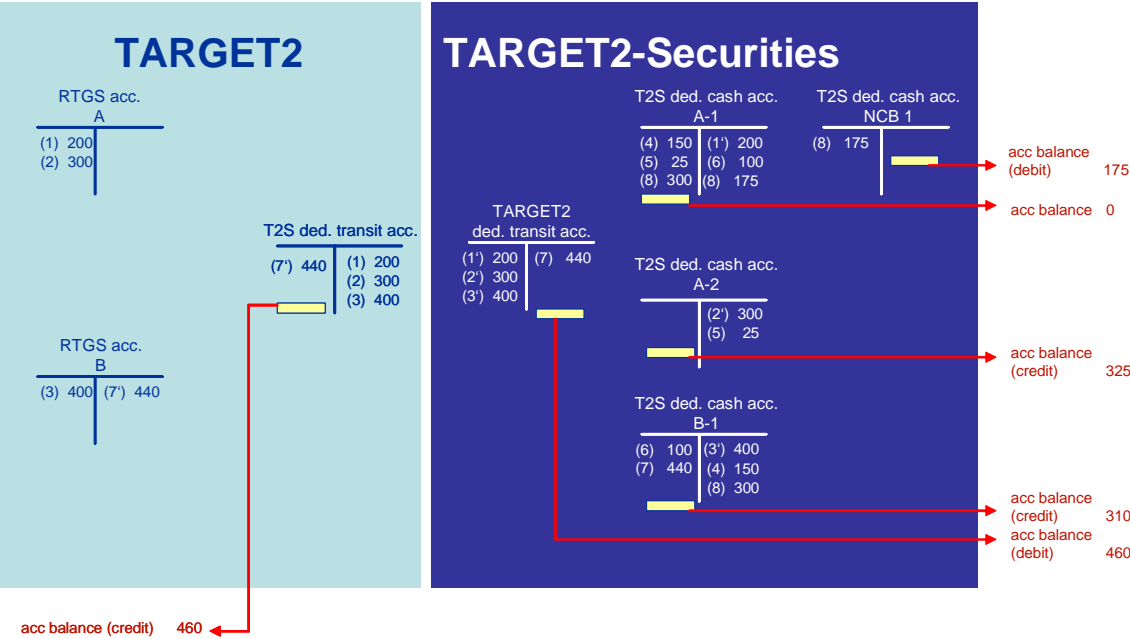 TARGET2
RTGS acc.
A
(1) 200
(2) 300
T2S ded. transit acc.
(7‘) 440 (1) 200
(2) 300
(3) 400
RTGS acc.
B
(3) 400 (7‘) 440
TARGET2-Securities
T2S ded. cash acc.
A-1
(4) 150 (1‘) 200
(5) 25 (6) 100
(8) 300 (8) 175
T2S ded. cash acc.
NCB 1
(8) 175
TARGET2
ded. transit acc.
(1‘) 200 (7) 440
(2‘) 300
(3‘) 400
T2S ded. cash acc.
A-2
(2‘) 300
(5) 25
T2S ded. cash acc.
B-1
(6) 100 (3‘) 400
(7) 440 (4) 150
(8) 300
acc balance
(debit) 175
acc balance 0
acc balance
(credit) 325
acc balance
(credit) 310
acc balance
(debit) 460
acc balance (credit) 460